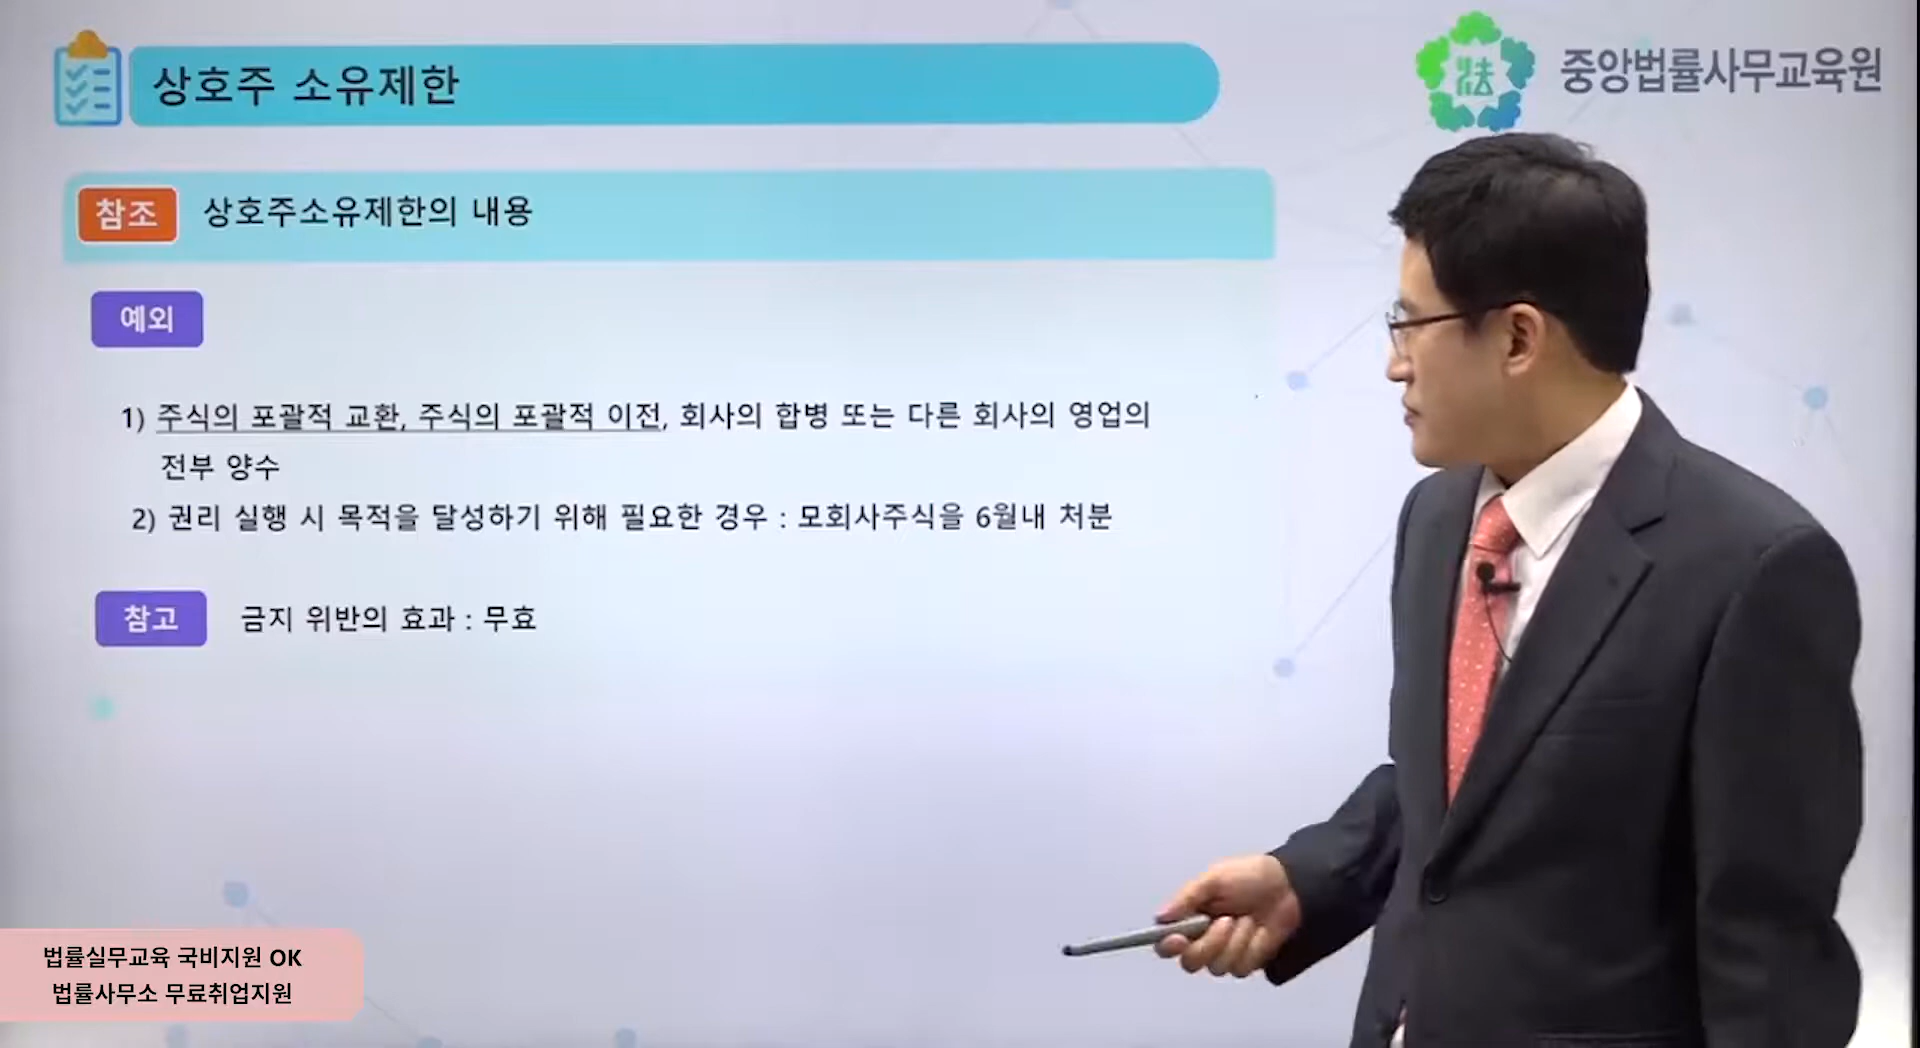 상호주 소유제한
중앙법률사무교육원
참조 상호주소유제한의 내용
예외
1) 주식의 포괄적 교환, 주식의 포괄적 이전, 회사의 합병 또는 다른 회사의 영업의
전부 양수
2) 권리 실행 시 목적을 달성하기 위해 필요한 경우 : 모회사주식을 6월내 처분
참고 금지 위반의 효과 : 무효
법률실무교육 국비지원 OK
법률사무소 무료취업지원